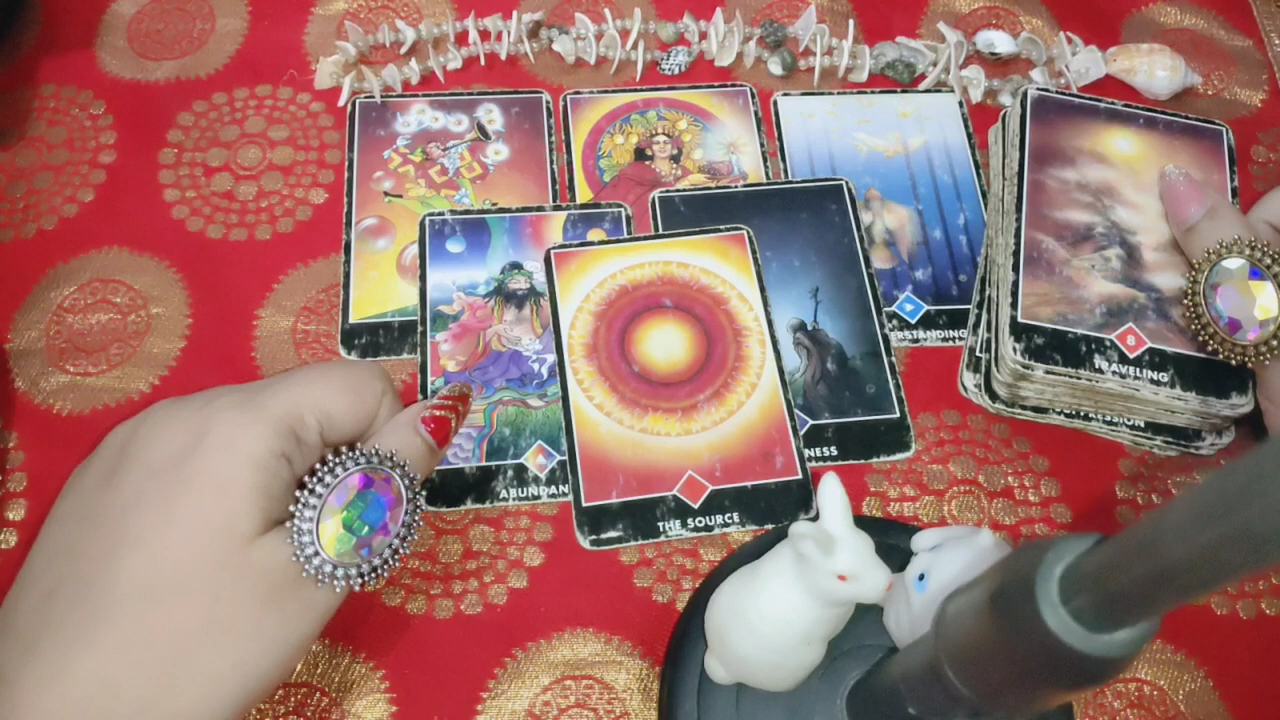 ERSTANDING
8
TRAVELING
NESS
ABUNDAN
THE SOURCE